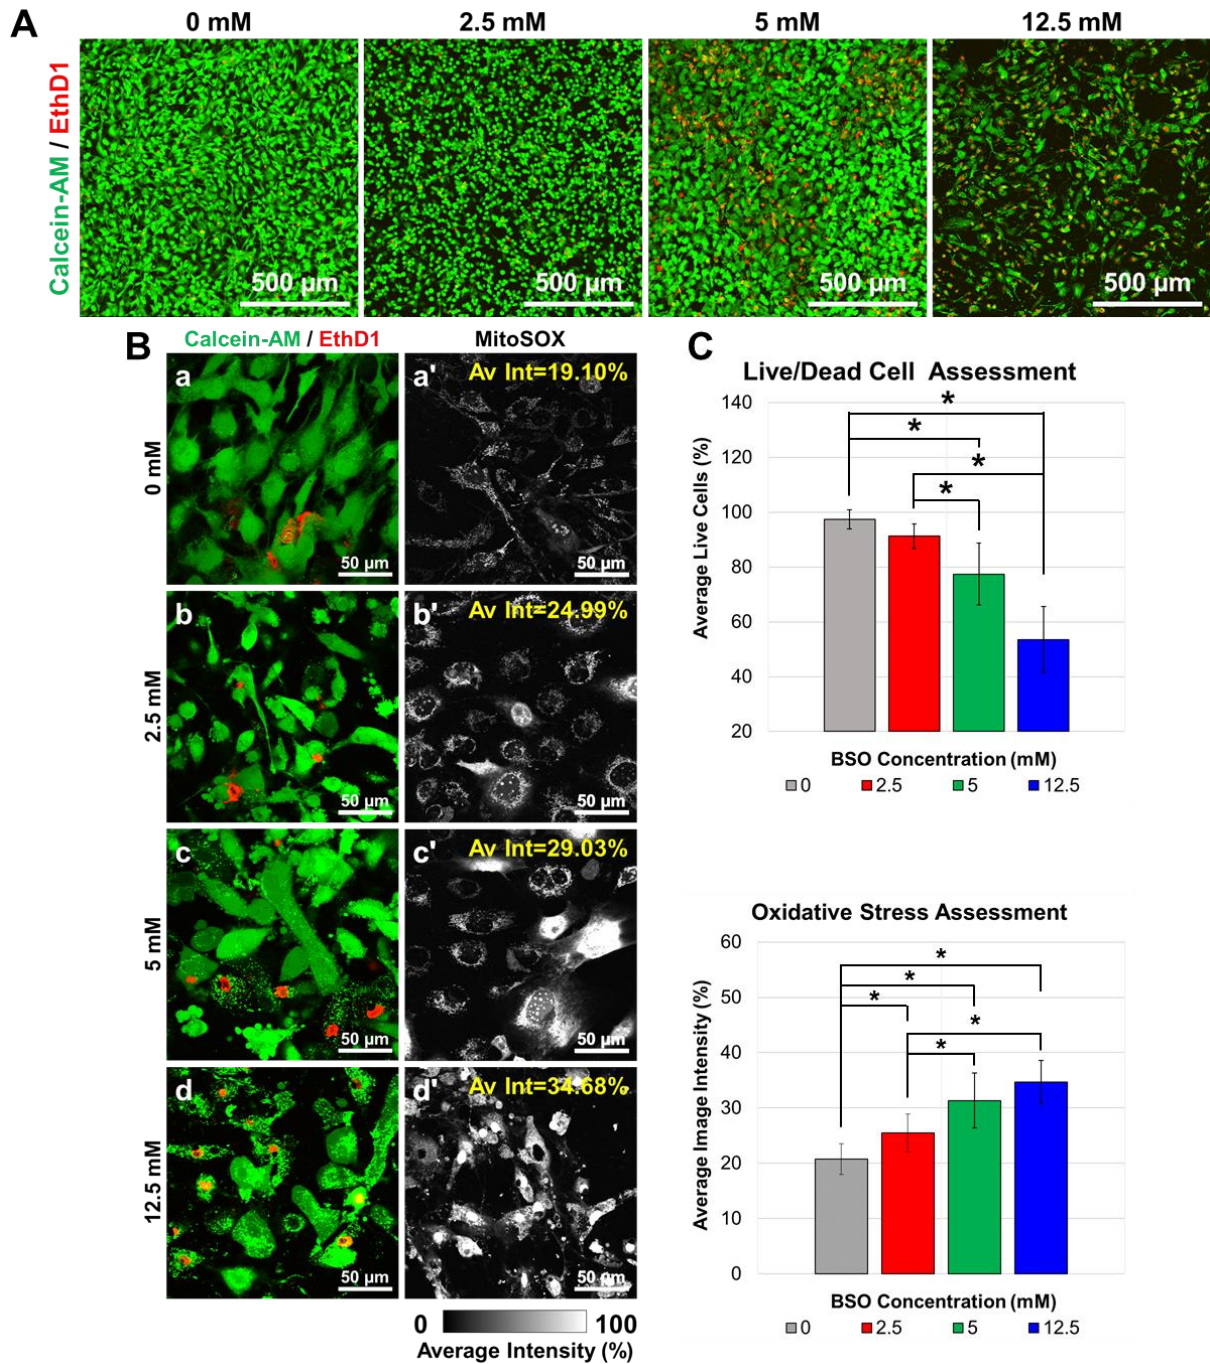 A
0 mM 2.5 mM 5 mM 12.5 mM
Calcein-AM / EthD1
500 µm 500 µm 500 µm 500 µm
B
Calcein-AM / EthD1 MitoSOX
0 mM
a
50 µm
a'
Av Int=19.10%
50 µm
2.5 mM
b
50 µm
b'
Av Int=24.99%
50 µm
5 mM
c
50 µm
c'
Av Int=29.03%
50 µm
12.5 mM
d
50 µm
d'
Av Int=34.68%
50 µm
0 100
Average Intensity (%)
C
Live/Dead Cell Assessment
Average Live Cells (%)
140
120
100
80
60
40
20
* * * *
BSO Concentration (mM)
0 2.5 5 12.5
Oxidative Stress Assessment
Average Image Intensity (%)
60
50
40
30
20
10
0
* * * * *
BSO Concentration (mM)
0 2.5 5 12.5